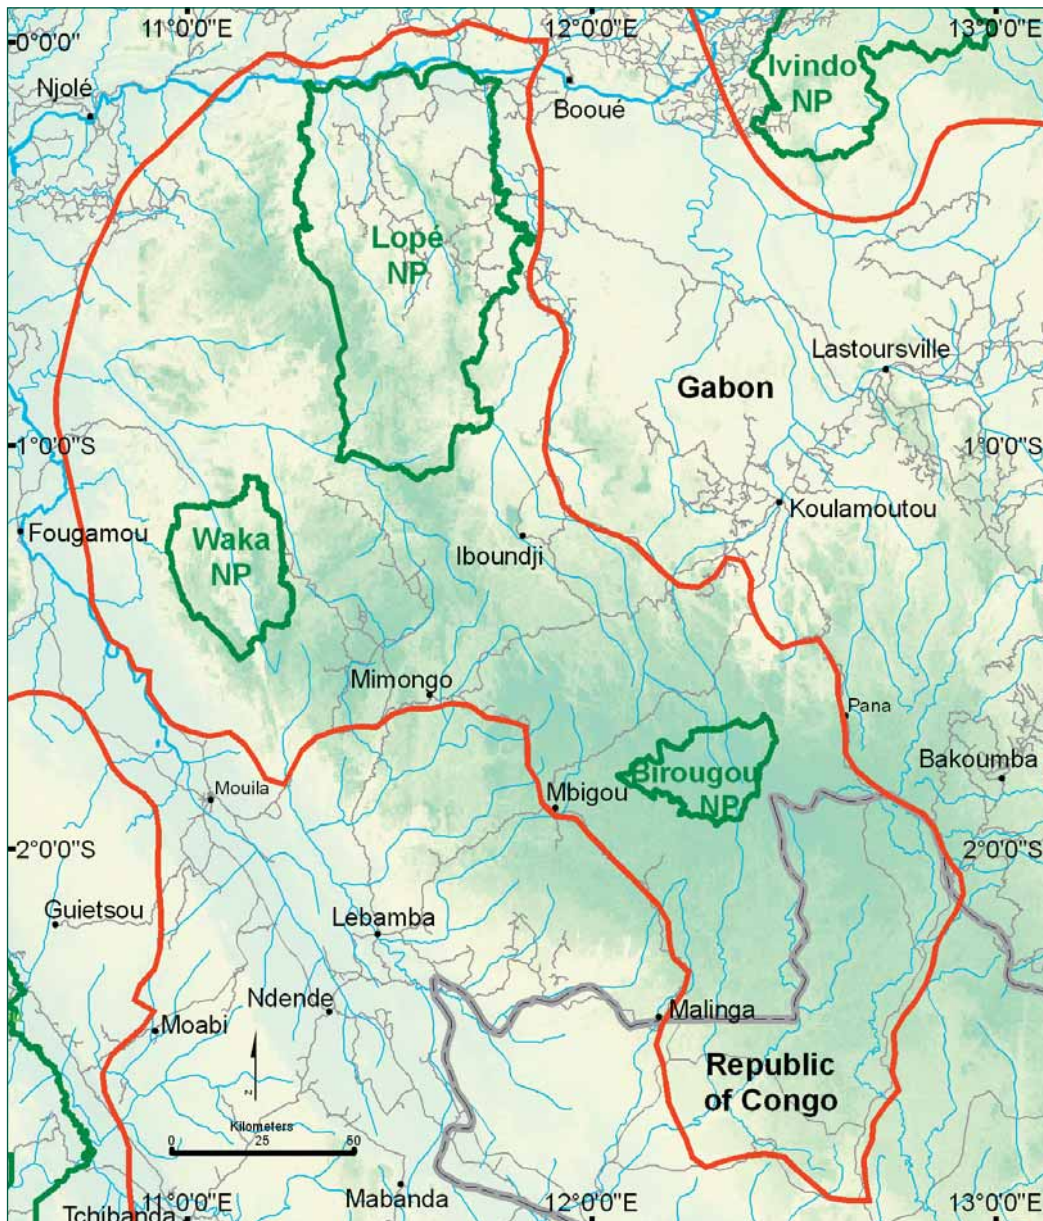 11°0'0"E
12°0'0"E
13°0'0"E
0°0'0"
Ivindo
NP
Njolé
Booué
Lopé
NP
Lastoursville
Gabon
1°0'0"S
1°0'0"S
Koulamoutou
Fougamou
Waka
NP
Iboundji
Mimongo
Pana
Bakoumba
Birougou
NP
Mouila
Mbigou
2°0'0"S
2°0'0"S
Guietsou
Lébamba
Ndende
Malinga
Moabi
Republic
of Congo
z
Kilometers
0
25
50
Mabanda
11°0'0"E
12°0'0"E
13°0'0"E
Tchibanda